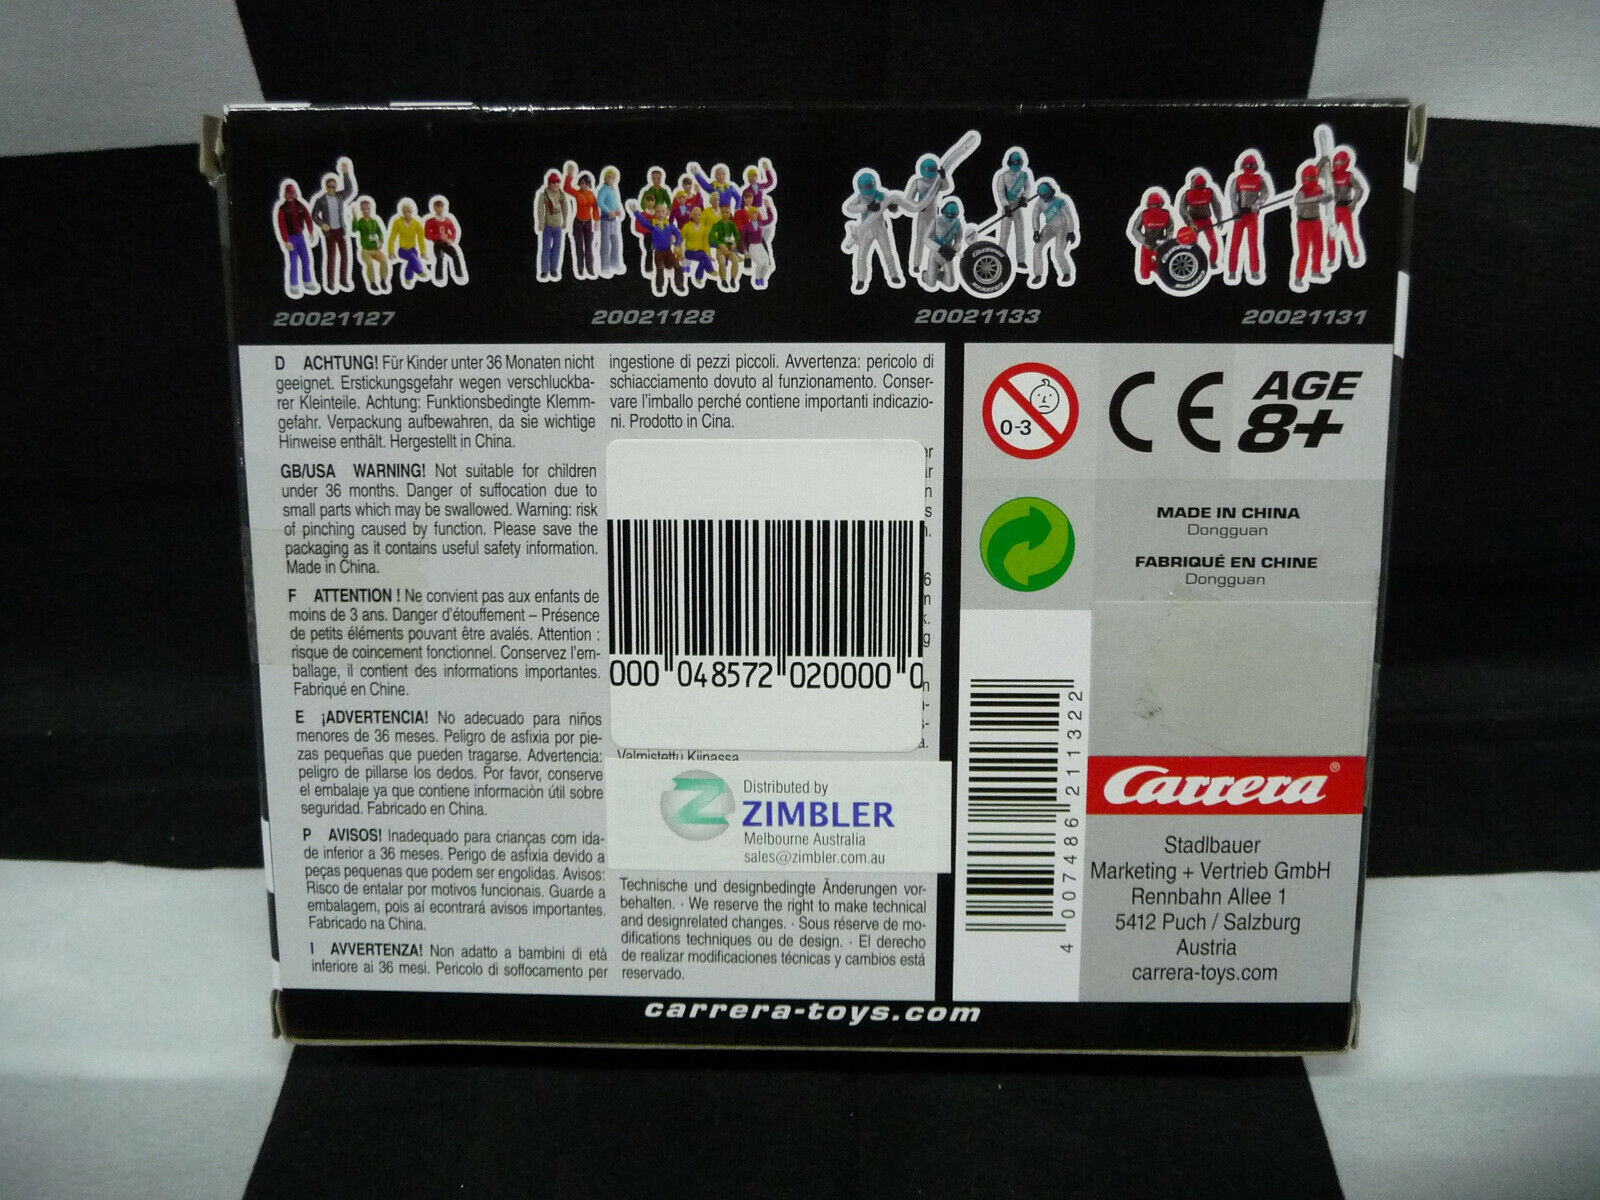 20021127
20021128
20021133
20021131
D ACHTUNG! Für Kinder unter 36 Monaten nicht
geeignet. Erstickungsgefahr wegen verschluckba-
rer Kleinteile. Achtung: Funktionsbedingte Klemm-
gefahr. Verpackung aufbewahren, da sie wichtige
Hinweise enthält. Hergestellt in China.
GB/USA WARNING! Not suitable for children
under 36 months. Danger of suffocation due to
small parts which may be swallowed. Warning: risk
of pinching caused by function. Please save the
packaging as it contains useful safety information.
Made in China.
F ATTENTION ! Ne convient pas aux enfants de
moins de 3 ans. Danger d'étouffement – Présence
de petits éléments pouvant être avalés. Attention :
risque de coincement fonctionnel. Conservez l'em-
ballage, il contient des informations importantes.
Fabriqué en Chine.
E ¡ADVERTENCIA! No adecuado para niños
menores de 36 meses. Peligro de asfixia por pie-
zas pequeñas que pueden tragarse. Advertencia:
peligro de pillarse los dedos. Por favor, conserve
el embalaje ya que contiene información útil sobre
seguridad. Fabricado en China.
P AVISOS! Inadequado para crianças com ida-
de inferior a 36 meses. Perigo de asfixia devido a
peças pequenas que podem ser engolidas. Avisos:
Risco de entalar por motivos funcionais. Guarde a
embalagem, pois aí econtrará avisos importantes.
Fabricado na China.
I AVVERTENZA! Non adatto a bambini di età
inferiore ai 36 mesi. Pericolo di soffocamento per
ingestione di pezzi piccoli. Avvertenza: pericolo di
schiacciamento dovuto al funzionamento. Conser-
vare l'imballo perché contiene importanti indicazio-
ni. Prodotto in Cina.
000 048572 020000 0
Valmistettu Kiinassa
Z
Distributed by
ZIMBLER
Melbourne Australia
sales@zimbler.com.au
Technische und designbedingte Änderungen vor-
behalten. · We reserve the right to make technical
and designrelated changes. · Sous réserve de mo-
difications techniques ou de design. · El derecho
de realizar modificaciones técnicas y cambios está
reservado.
0-3
CE
AGE
8+
MADE IN CHINA
Dongguan
FABRIQUÉ EN CHINE
Dongguan
4 007486 211322
Carrera®
Stadlbauer
Marketing + Vertrieb GmbH
Rennbahn Allee 1
5412 Puch / Salzburg
Austria
carrera-toys.com
carrera-toys.com